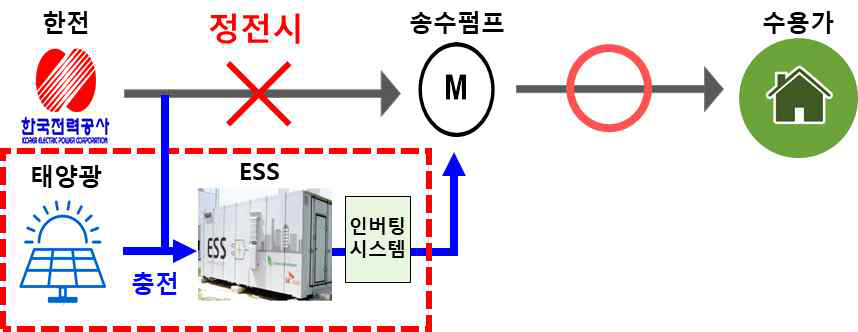 한전
정전시
송수펌프
수용가
M
한국전력공사
KOREA ELECTRIC POWER CORPORATION
태양광
ESS
ESS
인버팅
시스템
충전